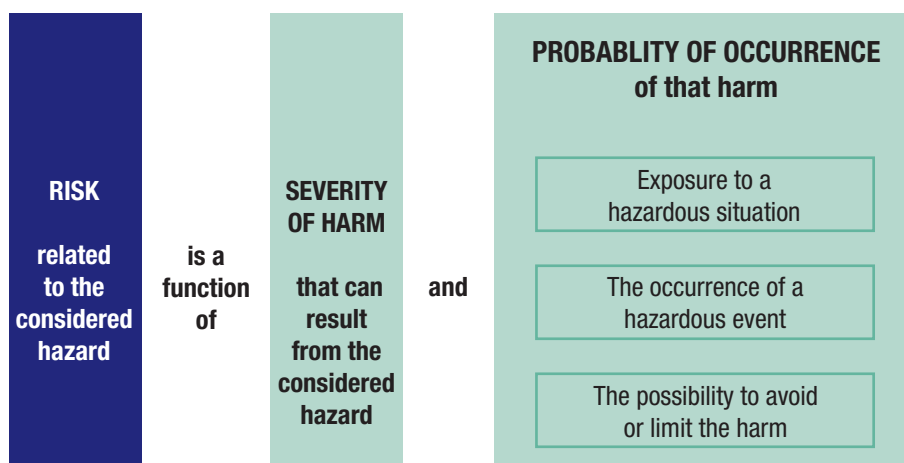 RISK
related
to the
considered
hazard
is a
function
of
SEVERITY
OF HARM
that can
result
from the
considered
hazard
and
PROBABLITY OF OCCURRENCE
of that harm
Exposure to a
hazardous situation
The occurrence of a
hazardous event
The possibility to avoid
or limit the harm